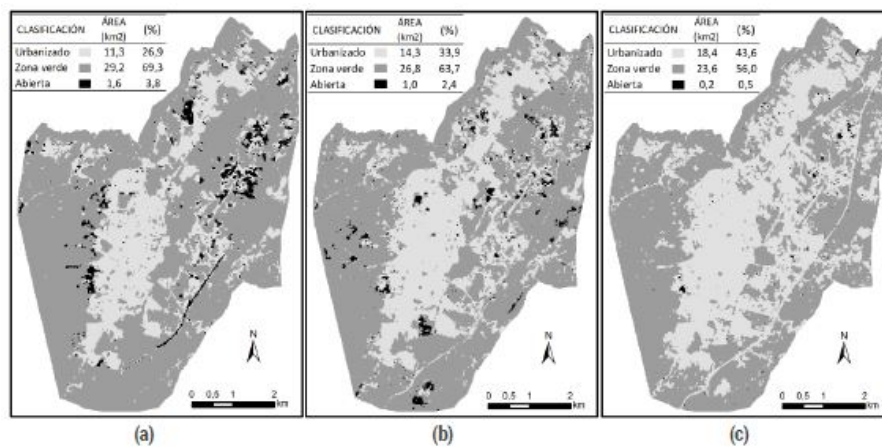 CLASIFICACIÓN ÁREA (km2) (%)
Urbanizado 11,3 26,9
Zona verde 29,2 69,3
Abierta 1,6 3,8
N
0 0,5 1 2
km
(a)
CLASIFICACIÓN ÁREA (km2) (%)
Urbanizado 14,3 33,9
Zona verde 26,8 63,7
Abierta 1,0 2,4
N
0 0,5 1 2
km
(b)
CLASIFICACIÓN ÁREA (km2) (%)
Urbanizado 18,4 43,6
Zona verde 23,6 56,0
Abierta 0,2 0,5
N
0 0,5 1 2
km
(c)